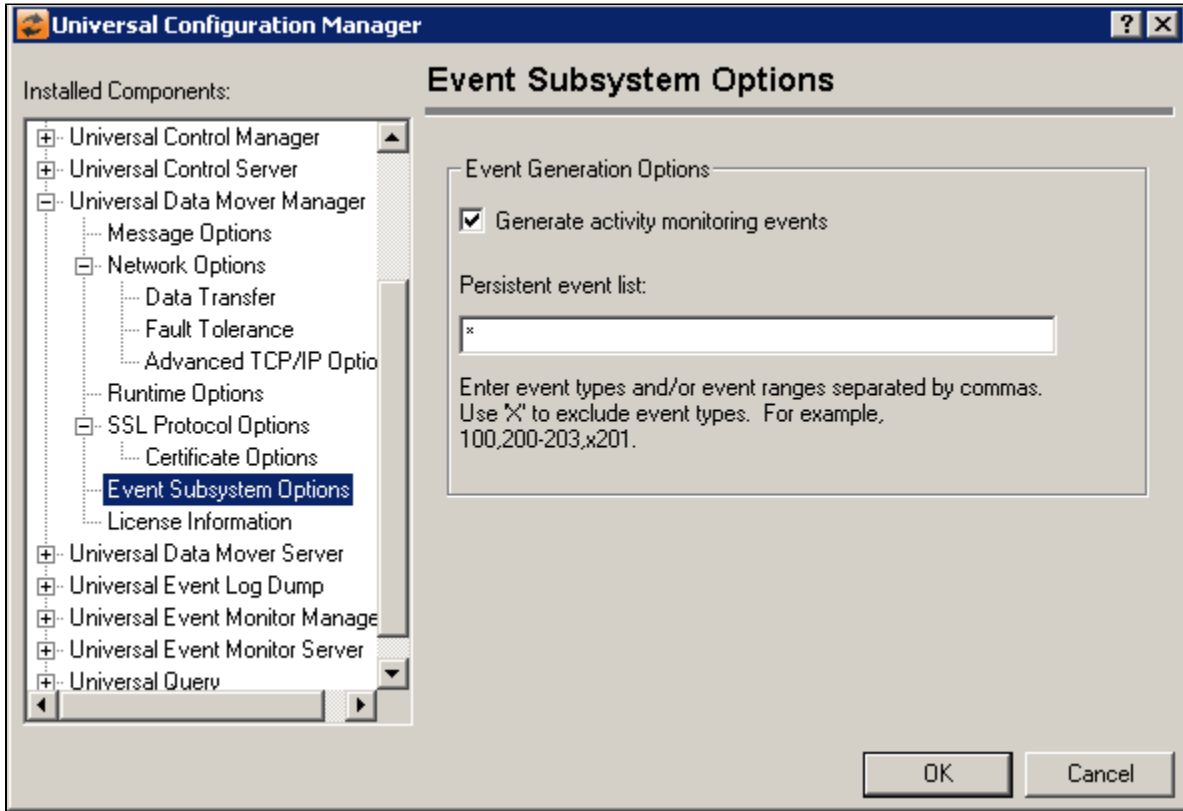 Universal Configuration Manager
Installed Components:
Universal Control Manager
Universal Control Server
Universal Data Mover Manager
Message Options
Network Options
Data Transfer
Fault Tolerance
Advanced TCP/IP Optio
Runtime Options
SSL Protocol Options
Certificate Options
Event Subsystem Options
License Information
Universal Data Mover Server
Universal Event Log Dump
Universal Event Monitor Manage
Universal Event Monitor Server
Universal Query
Event Subsystem Options
Event Generation Options
Generate activity monitoring events
Persistent event list:
*
Enter event types and/or event ranges separated by commas.
Use 'X' to exclude event types. For example,
100,200-203,x201.
OK
Cancel